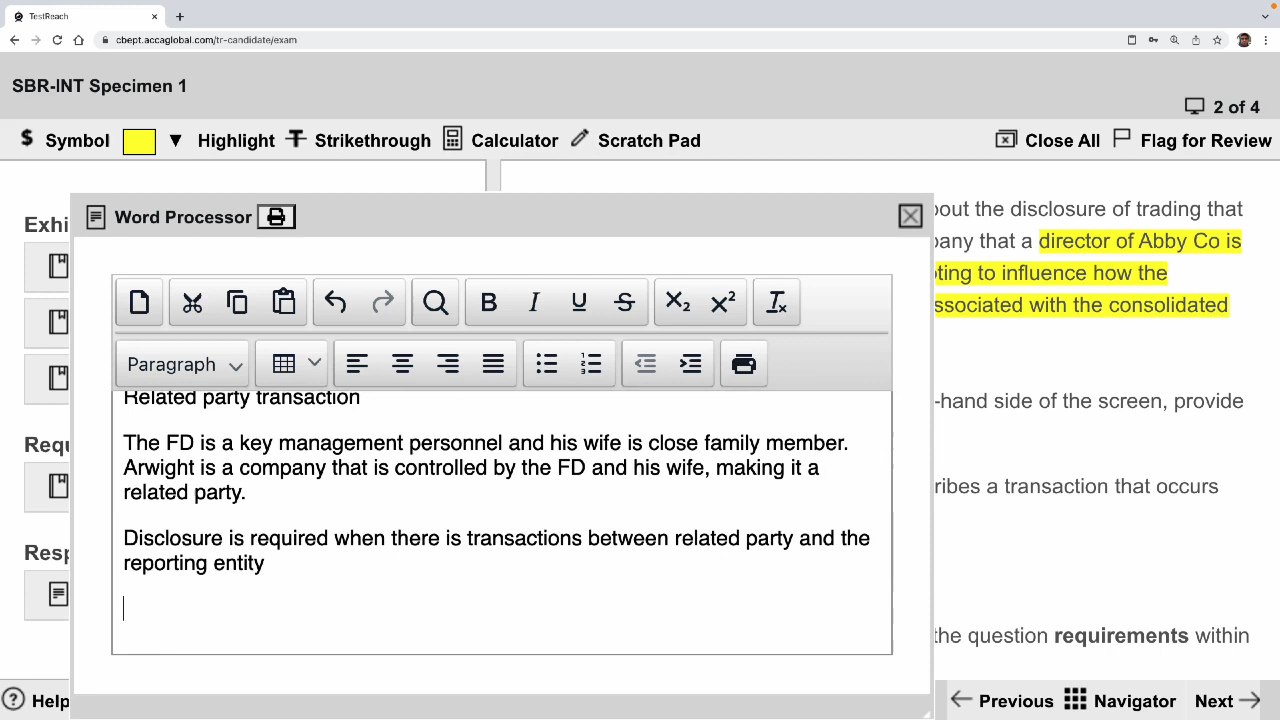 TestReach
cbept.accaglobal.com/tr-candidate/exam
SBR-INT Specimen 1
2 of 4
$ Symbol Highlight Strikethrough Calculator Scratch Pad Close All Flag for Review
Exhi
Requ
Resp
Word Processor
Paragraph
Related party transaction
The FD is a key management personnel and his wife is close family member.
Arwight is a company that is controlled by the FD and his wife, making it a
related party.
Disclosure is required when there is transactions between related party and the
reporting entity
bout the disclosure of trading that
pany that a director of Abby Co is
pting to influence how the
ssociated with the consolidated
-hand side of the screen, provide
ribes a transaction that occurs
the question requirements within
Help
Previous Navigator Next